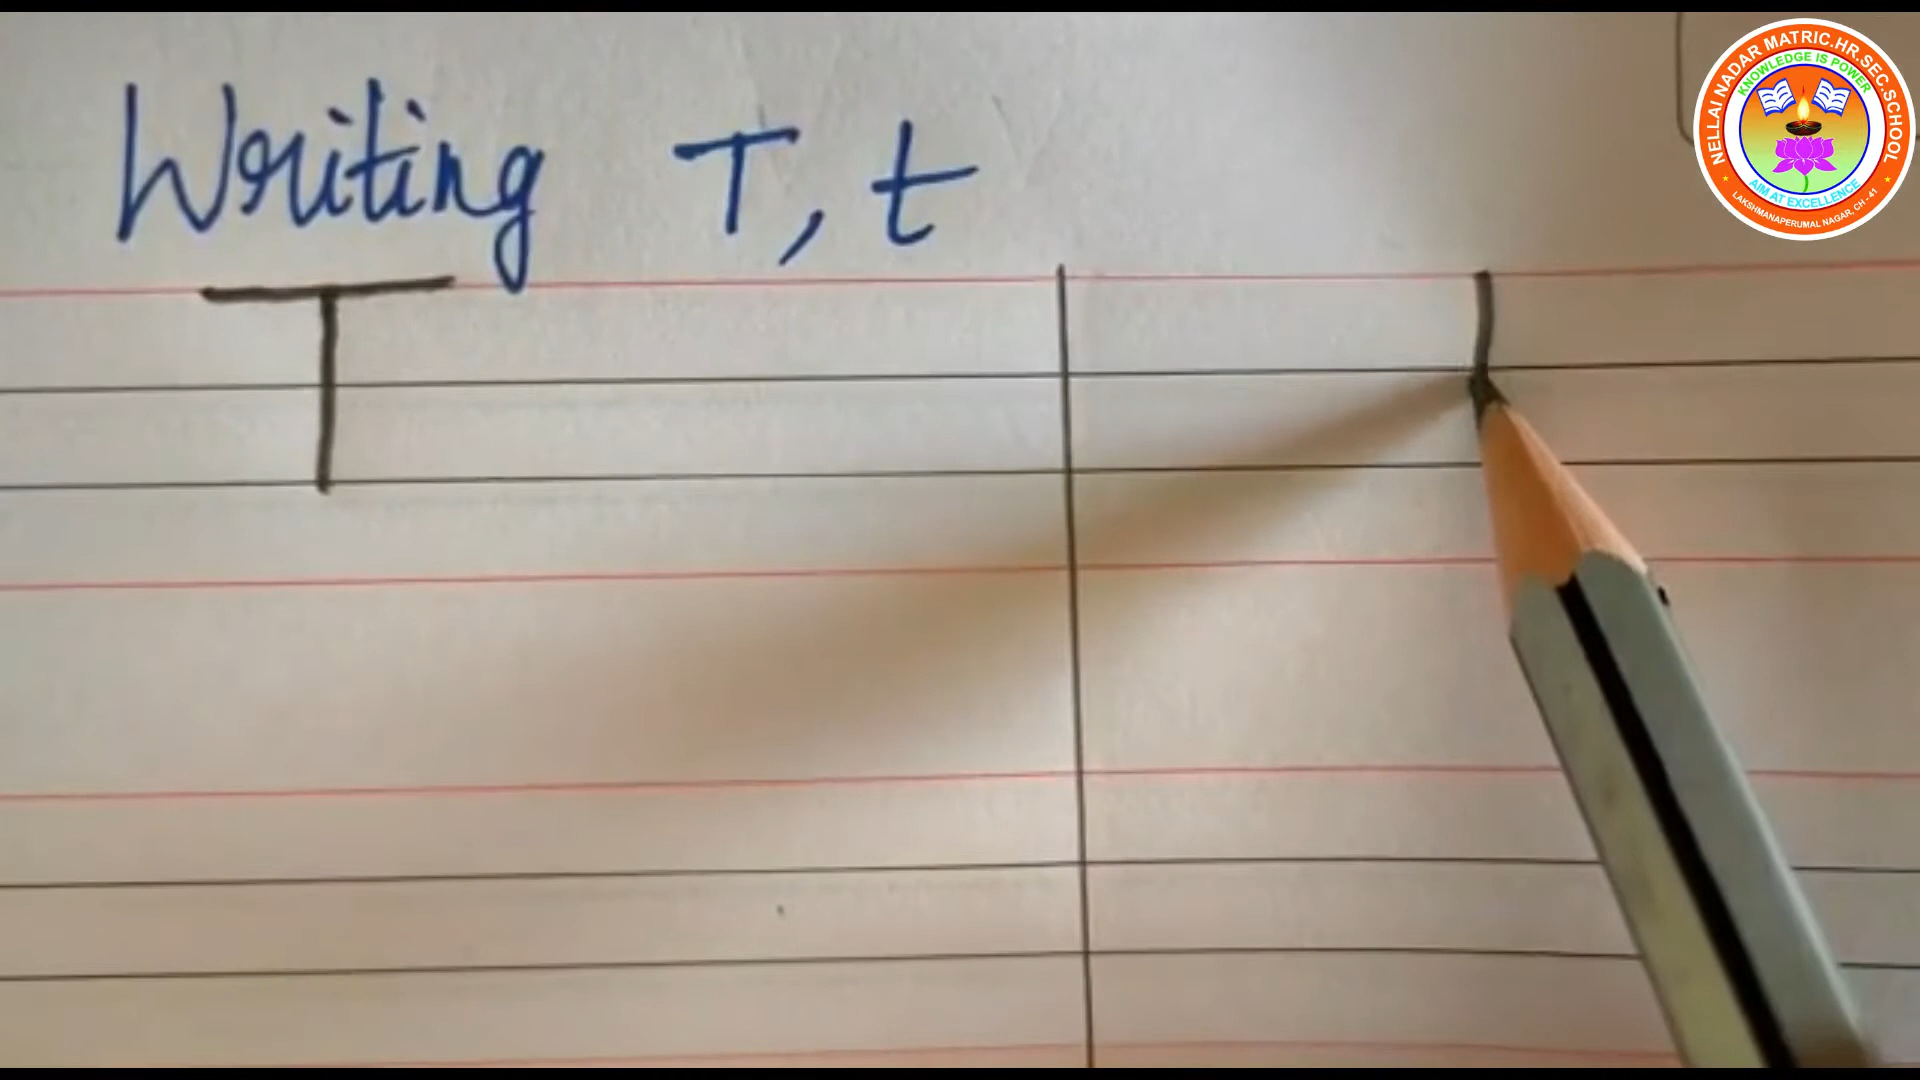 Writing T, t
T
NELLAI NADAR MATRIC.HR.SEC.SCHOOL
KNOWLEDGE IS POWER
AIM AT EXCELLENCE
LAKSHMANAPERUMAL NAGAR, CH - 41